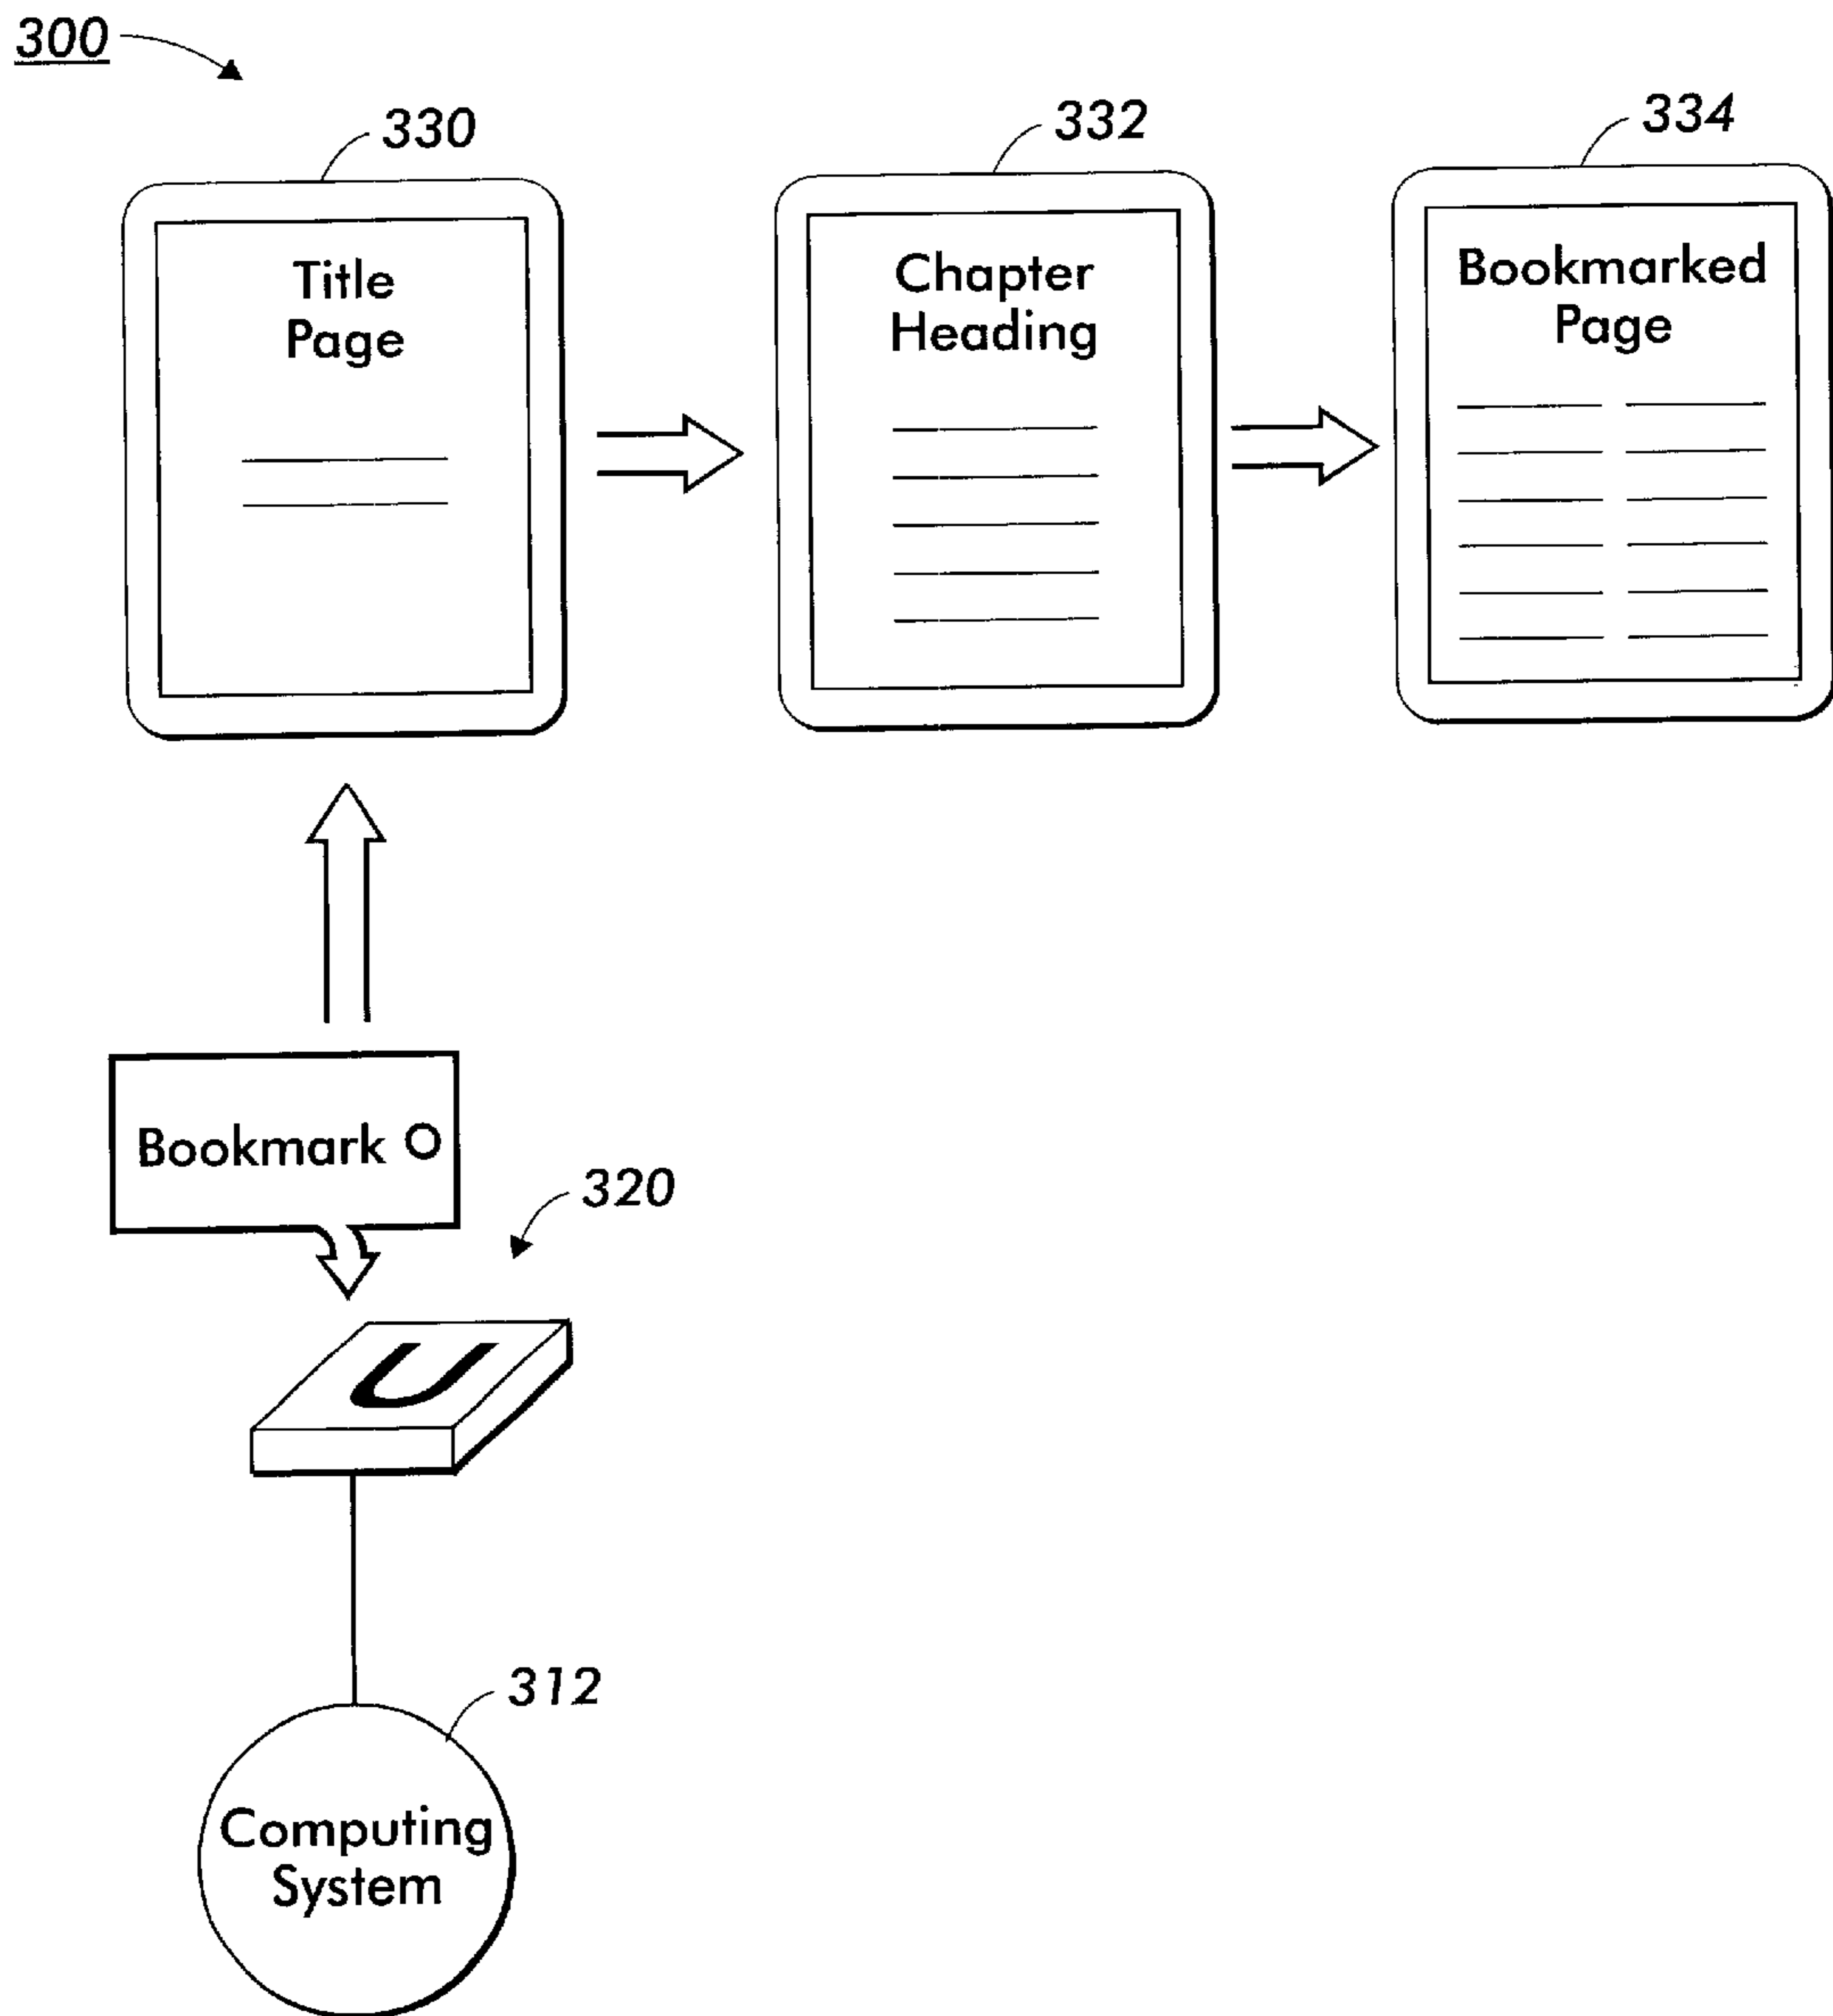 300
330
332
334
Title
Page
Chapter
Heading
Bookmarked
Page
Bookmark O
320
U
312
Computing
System